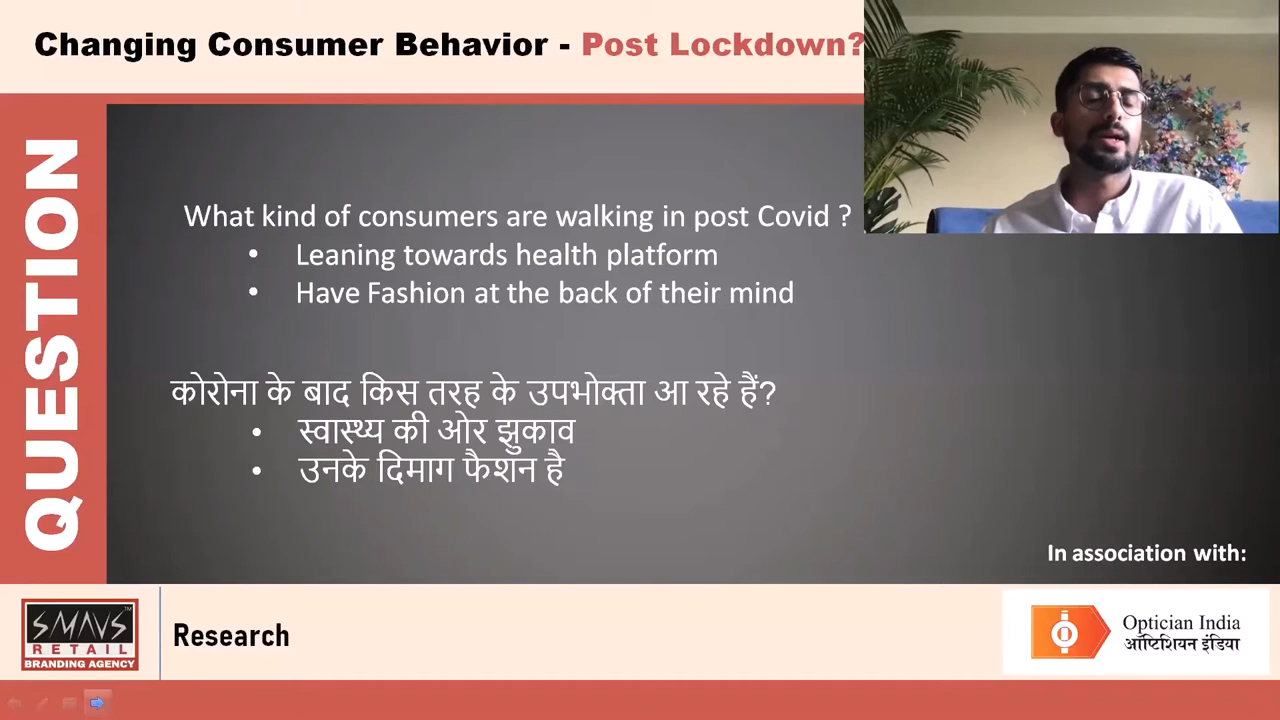 Changing Consumer Behavior - Post Lockdown?
QUESTION
What kind of consumers are walking in post Covid ?
• Leaning towards health platform
• Have Fashion at the back of their mind
कोरोना के बाद किस तरह के उपभोक्ता आ रहे हैं?
• स्वास्थ्य की ओर झुकाव
• उनके दिमाग फैशन है
In association with:
SMAVS™
RETAIL
BRANDING AGENCY
Research
Optician India
ऑप्टिशियन इंडिया